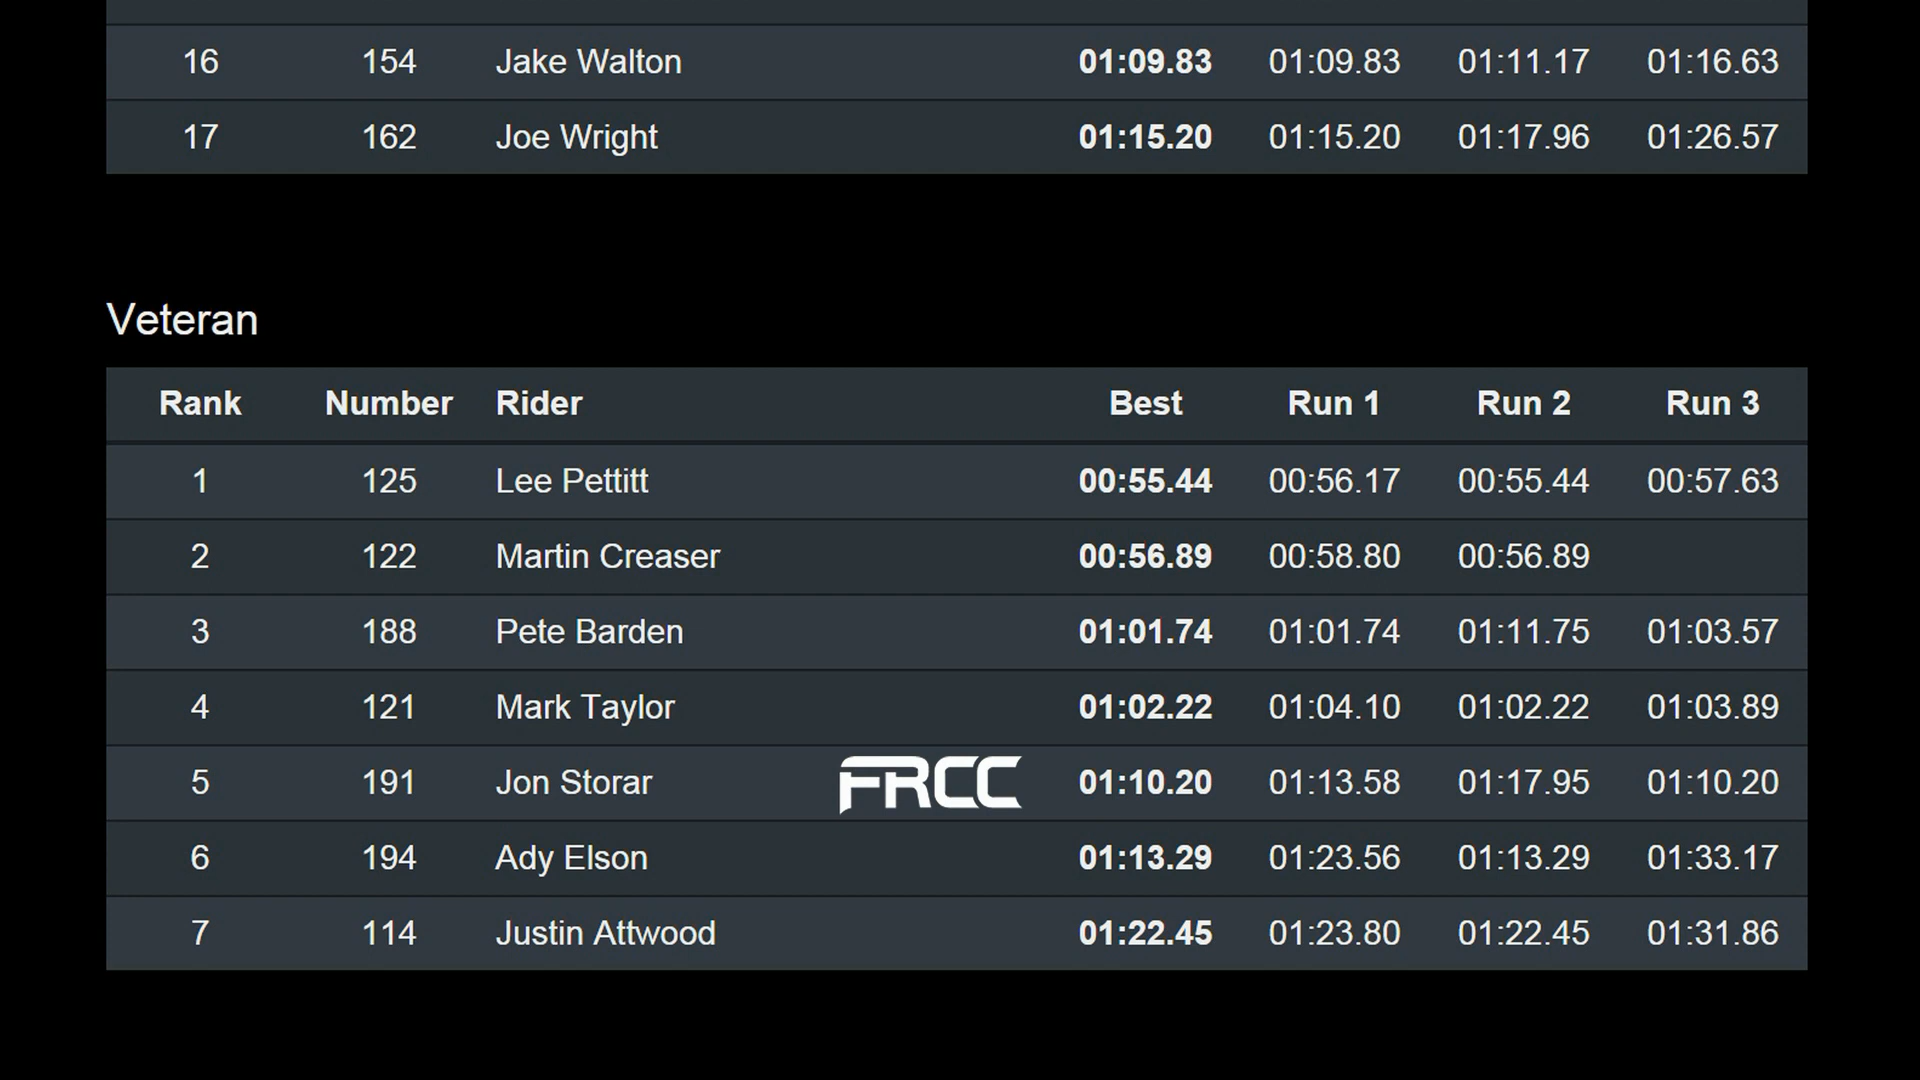 16 154 Jake Walton 01:09.83 01:09.83 01:11.17 01:16.63
17 162 Joe Wright 01:15.20 01:15.20 01:17.96 01:26.57
Veteran
Rank Number Rider Best Run 1 Run 2 Run 3
1 125 Lee Pettitt 00:55.44 00:56.17 00:55.44 00:57.63
2 122 Martin Creaser 00:56.89 00:58.80 00:56.89
3 188 Pete Barden 01:01.74 01:01.74 01:11.75 01:03.57
4 121 Mark Taylor 01:02.22 01:04.10 01:02.22 01:03.89
5 191 Jon Storar FRCC 01:10.20 01:13.58 01:17.95 01:10.20
6 194 Ady Elson 01:13.29 01:23.56 01:13.29 01:33.17
7 114 Justin Attwood 01:22.45 01:23.80 01:22.45 01:31.86